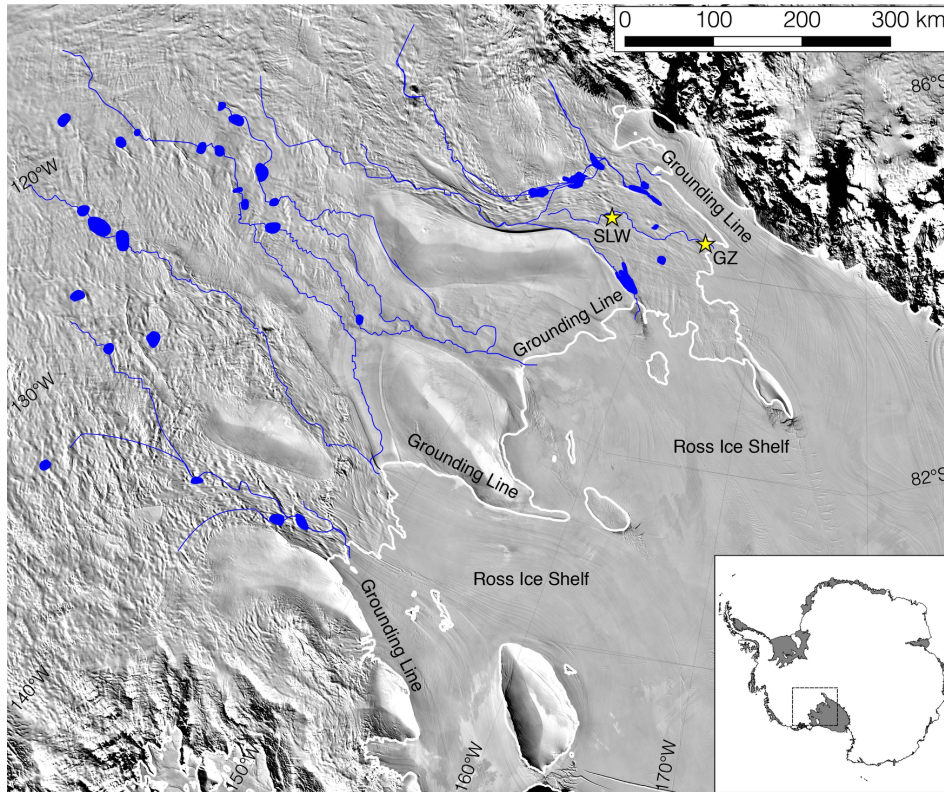 0 100 200 300 km
86°S
120°W
Grounding Line
SLW
GZ
Grounding Line
130°W
Ross Ice Shelf
Grounding Line
82°S
Ross Ice Shelf
Grounding Line
140°W
150°W
160°W
170°W